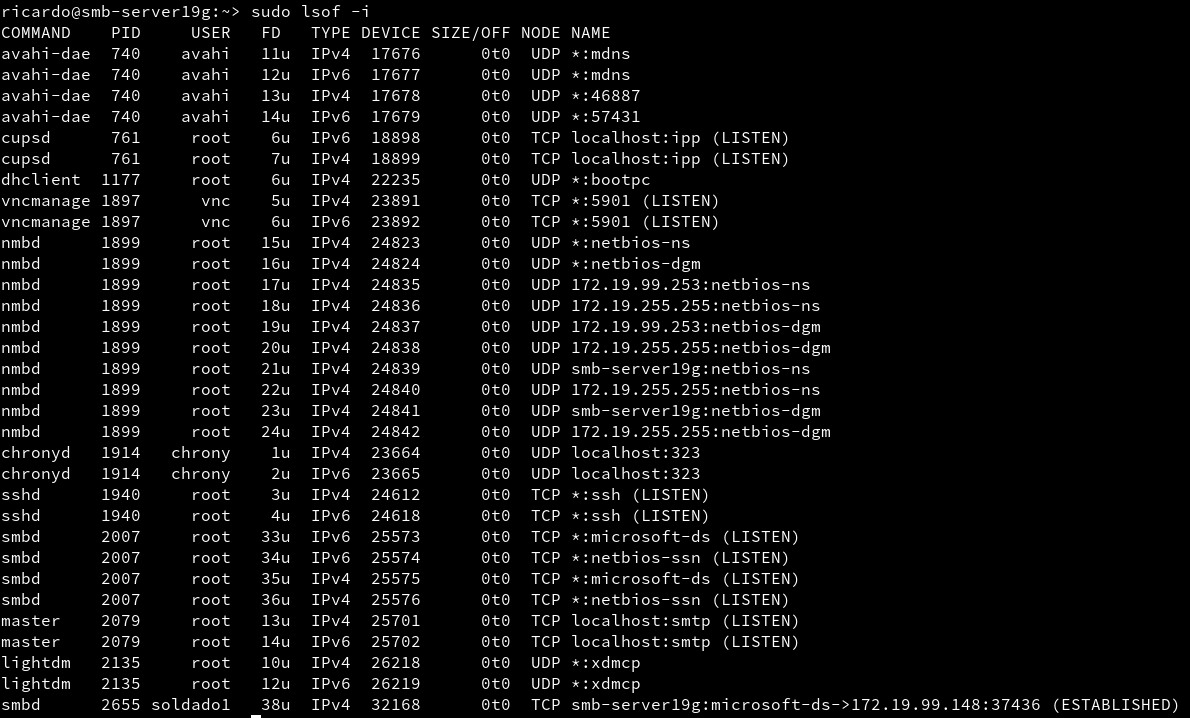 ricardo@smb-server19g:~> sudo lsof -i
COMMAND    PID     USER   FD   TYPE DEVICE SIZE/OFF NODE NAME
avahi-dae  740    avahi   11u  IPv4  17676      0t0  UDP *:mdns
avahi-dae  740    avahi   12u  IPv6  17677      0t0  UDP *:mdns
avahi-dae  740    avahi   13u  IPv4  17678      0t0  UDP *:46887
avahi-dae  740    avahi   14u  IPv6  17679      0t0  UDP *:57431
cupsd      761     root    6u  IPv6  18898      0t0  TCP localhost:ipp (LISTEN)
cupsd      761     root    7u  IPv4  18899      0t0  TCP localhost:ipp (LISTEN)
dhclient  1177     root    6u  IPv4  22235      0t0  UDP *:bootpc
vncmanage 1897      vnc    5u  IPv4  23891      0t0  TCP *:5901 (LISTEN)
vncmanage 1897      vnc    6u  IPv6  23892      0t0  TCP *:5901 (LISTEN)
nmbd      1899     root   15u  IPv4  24823      0t0  UDP *:netbios-ns
nmbd      1899     root   16u  IPv4  24824      0t0  UDP *:netbios-dgm
nmbd      1899     root   17u  IPv4  24835      0t0  UDP 172.19.99.253:netbios-ns
nmbd      1899     root   18u  IPv4  24836      0t0  UDP 172.19.255.255:netbios-ns
nmbd      1899     root   19u  IPv4  24837      0t0  UDP 172.19.99.253:netbios-dgm
nmbd      1899     root   20u  IPv4  24838      0t0  UDP 172.19.255.255:netbios-dgm
nmbd      1899     root   21u  IPv4  24839      0t0  UDP smb-server19g:netbios-ns
nmbd      1899     root   22u  IPv4  24840      0t0  UDP 172.19.255.255:netbios-ns
nmbd      1899     root   23u  IPv4  24841      0t0  UDP smb-server19g:netbios-dgm
nmbd      1899     root   24u  IPv4  24842      0t0  UDP 172.19.255.255:netbios-dgm
chronyd   1914   chrony    1u  IPv4  23664      0t0  UDP localhost:323
chronyd   1914   chrony    2u  IPv6  23665      0t0  UDP localhost:323
sshd      1940     root    3u  IPv4  24612      0t0  TCP *:ssh (LISTEN)
sshd      1940     root    4u  IPv6  24618      0t0  TCP *:ssh (LISTEN)
smbd      2007     root   33u  IPv6  25573      0t0  TCP *:microsoft-ds (LISTEN)
smbd      2007     root   34u  IPv6  25574      0t0  TCP *:netbios-ssn (LISTEN)
smbd      2007     root   35u  IPv4  25575      0t0  TCP *:microsoft-ds (LISTEN)
smbd      2007     root   36u  IPv4  25576      0t0  TCP *:netbios-ssn (LISTEN)
master    2079     root   13u  IPv4  25701      0t0  TCP localhost:smtp (LISTEN)
master    2079     root   14u  IPv6  25702      0t0  TCP localhost:smtp (LISTEN)
lightdm   2135     root   10u  IPv4  26218      0t0  UDP *:xdmcp
lightdm   2135     root   12u  IPv6  26219      0t0  UDP *:xdmcp
smbd      2655 soldado1   38u  IPv4  32168      0t0  TCP smb-server19g:microsoft-ds->172.19.99.148:37436 (ESTABLISHED)